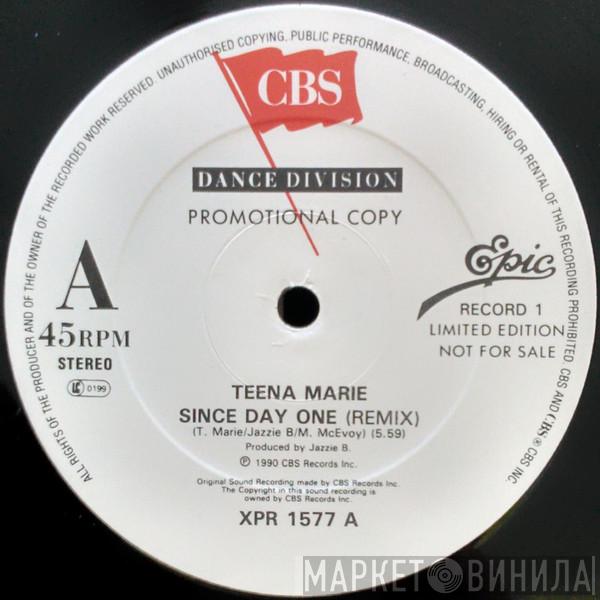 ALL RIGHTS OF THE PRODUCER AND OF THE OWNER OF THE RECORDED WORK RESERVED. UNAUTHORISED COPYING, PUBLIC PERFORMANCE, BROADCASTING, HIRING OR RENTAL OF THIS RECORDING PROHIBITED. CBS AND CBS ® CBS INC.
CBS
DANCE DIVISION
PROMOTIONAL COPY
A
45RPM
STEREO
LC 0199
Epic
RECORD 1
LIMITED EDITION
NOT FOR SALE
TEENA MARIE
SINCE DAY ONE (REMIX)
(T. Marie/Jazzie B/M. McEvoy) (5.59)
Produced by Jazzie B.
℗ 1990 CBS Records Inc.
Original Sound Recording made by CBS Records Inc.
The Copyright in this sound recording is
owned by CBS Records Inc.
XPR 1577 A
МАРКЕТ ВИНИЛА